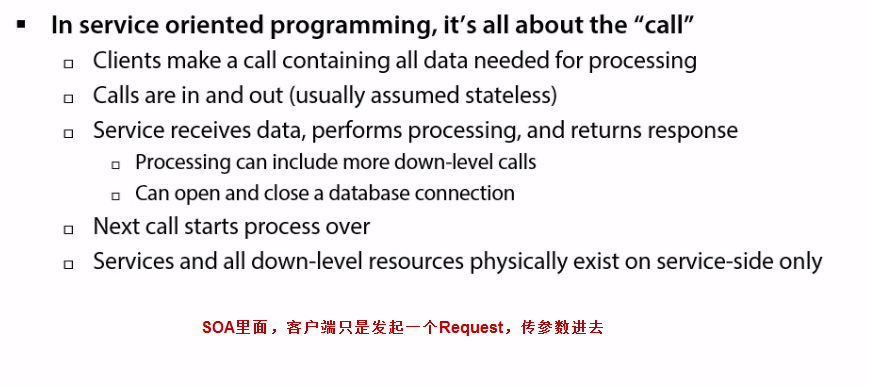 In service oriented programming, it's all about the “call”
Clients make a call containing all data needed for processing
Calls are in and out (usually assumed stateless)
Service receives data, performs processing, and returns response
Processing can include more down-level calls
Can open and close a database connection
Next call starts process over
Services and all down-level resources physically exist on service-side only
SOA里面，客户端只是发起一个Request，传参数进去